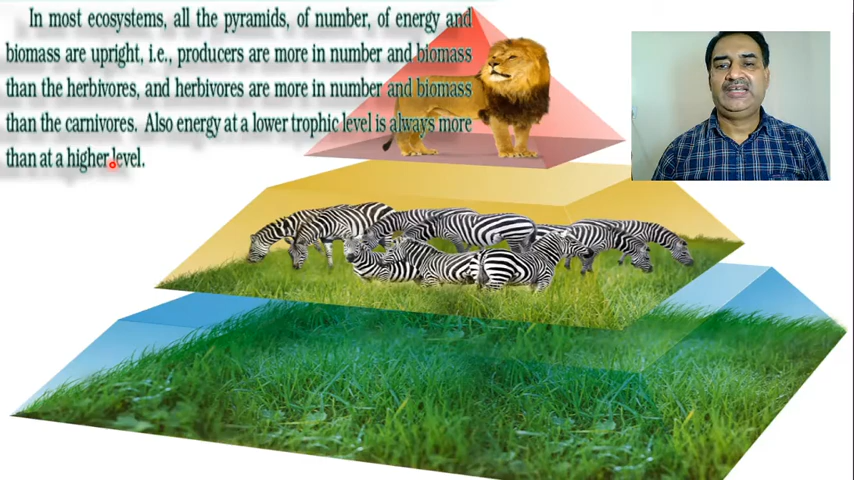 In most ecosystems, all the pyramids, of number, of energy and
biomass are upright, i.e., producers are more in number and biomass
than the herbivores, and herbivores are more in number and biomass
than the carnivores. Also energy at a lower trophic level is always more
than at a higher level.